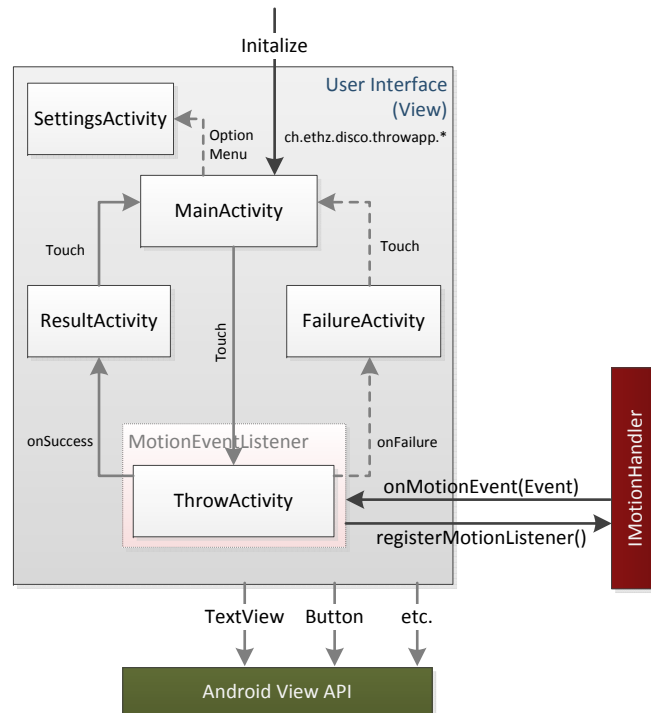 Initalize
User Interface
(View)
ch.ethz.disco.throwapp.*
SettingsActivity
Option
Menu
MainActivity
Touch
Touch
ResultActivity
Touch
FailureActivity
onSuccess
MotionEventListener
onFailure
ThrowActivity
onMotionEvent(Event)
registerMotionListener()
IMotionHandler
TextView
Button
etc.
Android View API